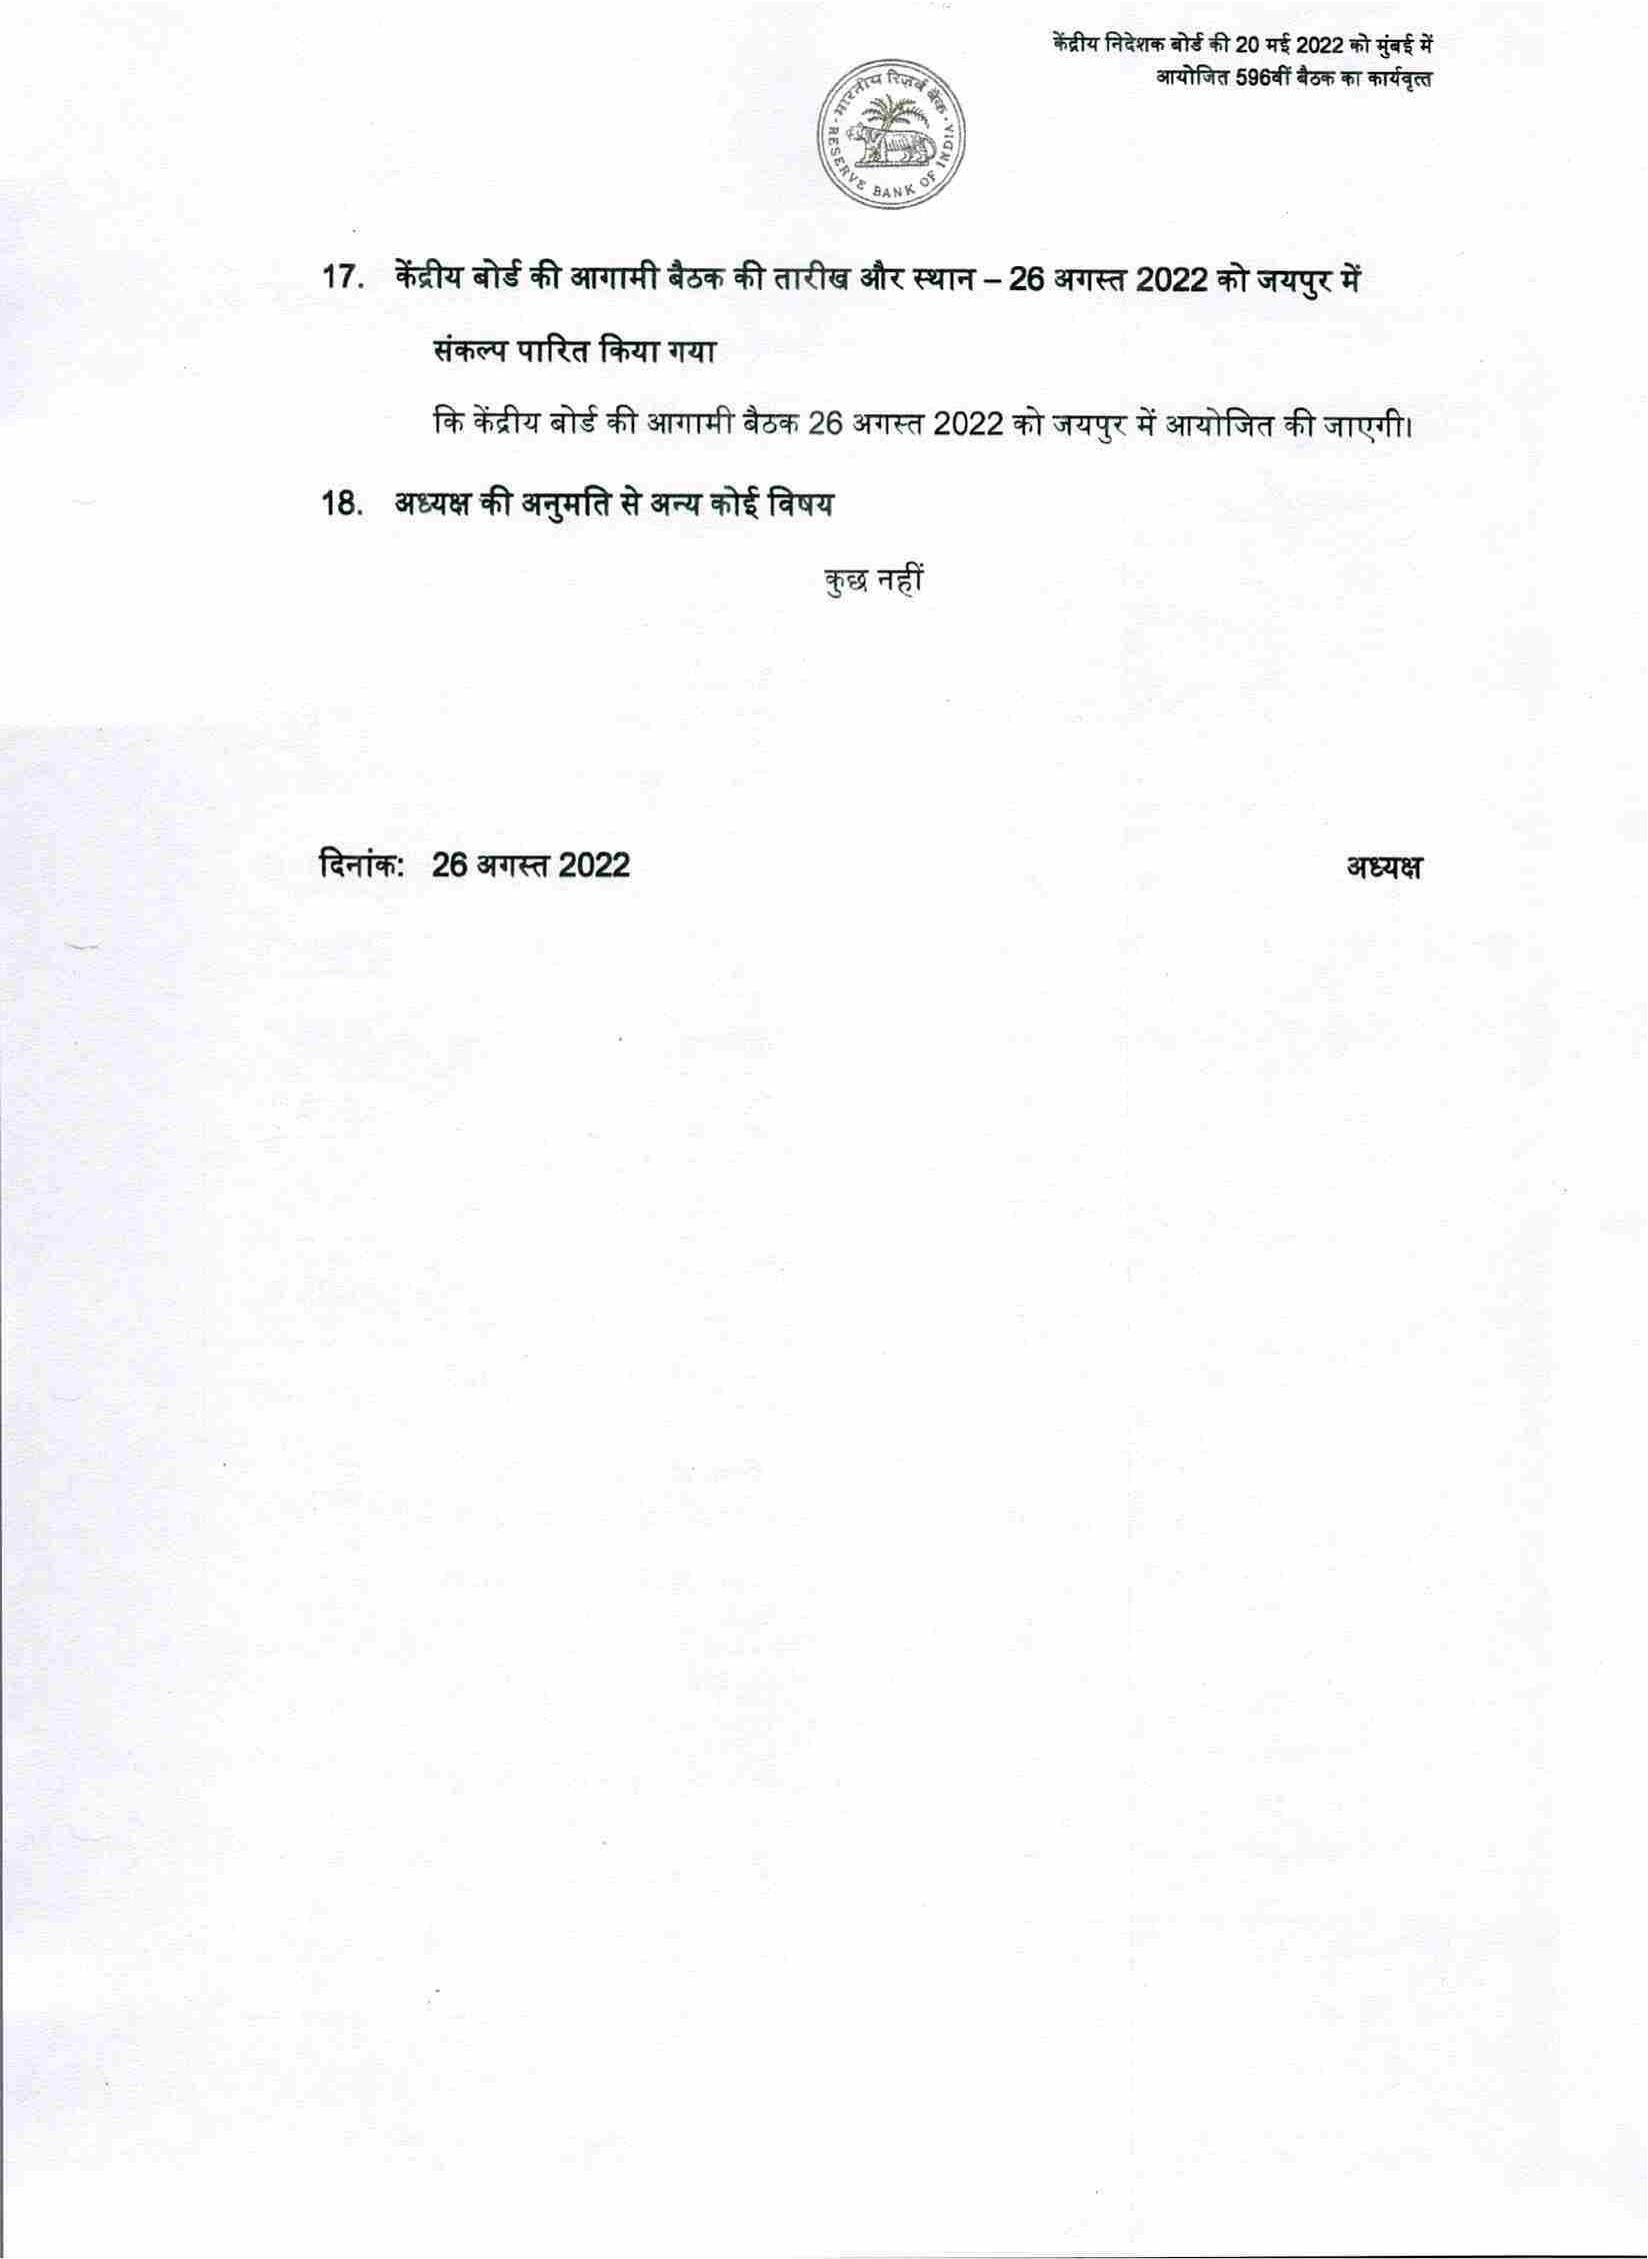 केंद्रीय निदेशक बोर्ड की 20 मई 2022 को मुंबई में
आयोजित 596वीं बैठक का कार्यवृत्त
भारतीय रिज़र्व बैंक
RESERVE BANK OF INDIA
17. केंद्रीय बोर्ड की आगामी बैठक की तारीख और स्थान – 26 अगस्त 2022 को जयपुर में
संकल्प पारित किया गया
कि केंद्रीय बोर्ड की आगामी बैठक 26 अगस्त 2022 को जयपुर में आयोजित की जाएगी।
18. अध्यक्ष की अनुमति से अन्य कोई विषय
कुछ नहीं
दिनांक: 26 अगस्त 2022 अध्यक्ष